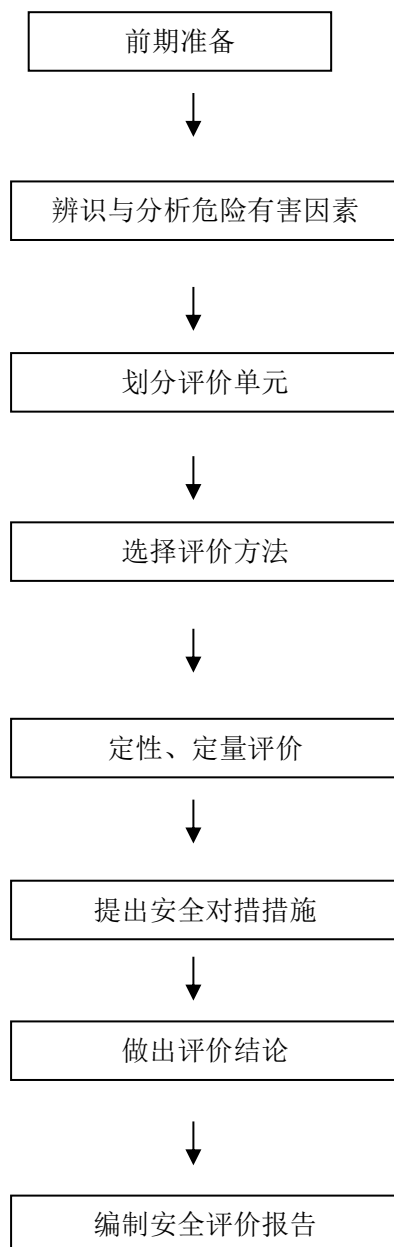 前期准备
辨识与分析危险有害因素
划分评价单元
选择评价方法
定性、定量评价
提出安全对措措施
做出评价结论
编制安全评价报告